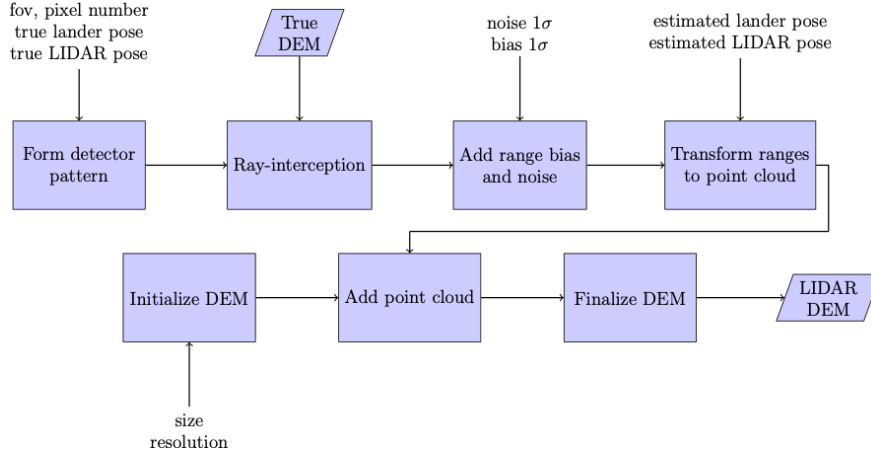 fov, pixel number
true lander pose
true LIDAR pose
True
DEM
noise 1σ
bias 1σ
estimated lander pose
estimated LIDAR pose
Form detector
pattern
Ray-interception
Add range bias
and noise
Transform ranges
to point cloud
Initialize DEM
Add point cloud
Finalize DEM
LIDAR
DEM
size
resolution